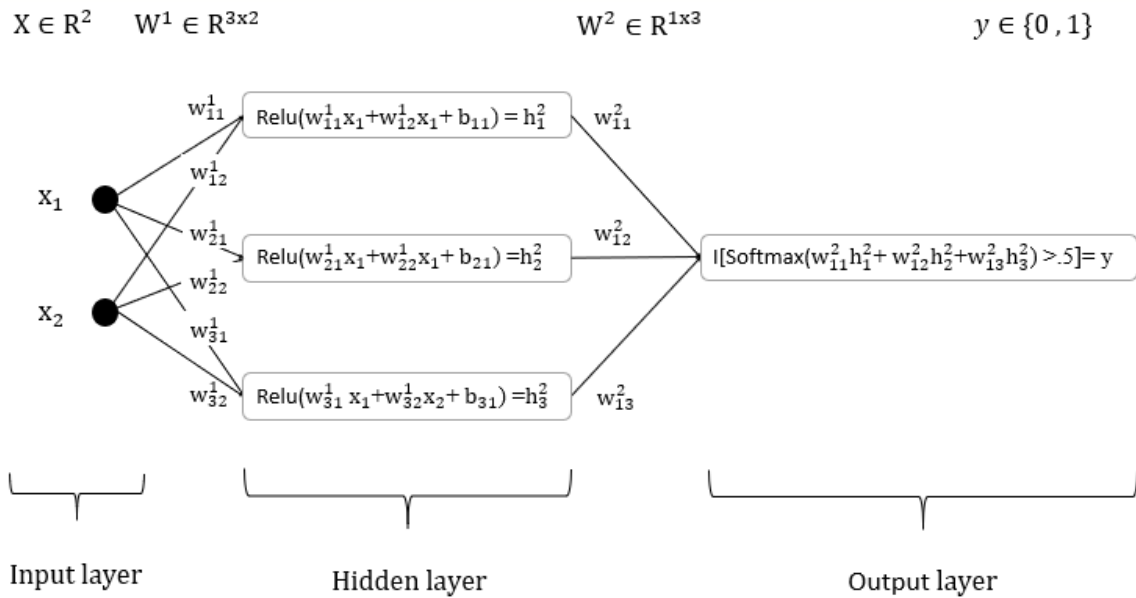 X ∈ R² W¹ ∈ R³ˣ² W² ∈ R¹ˣ³ y ∈ {0 , 1}
w¹₁₁
Relu(w¹₁₁x₁+w¹₁₂x₁+ b₁₁) = h²₁
w²₁₁
w¹₁₂
x₁
w¹₂₁
w²₁₂
Relu(w¹₂₁x₁+w¹₂₂x₁+ b₂₁) =h²₂
I[Softmax(w²₁₁h²₁+ w²₁₂h²₂+w²₁₃h²₃) >.5]= y
w¹₂₂
x₂
w¹₃₁
w¹₃₂
Relu(w¹₃₁ x₁+w¹₃₂x₂+ b₃₁) =h²₃
w²₁₃
Input layer Hidden layer Output layer